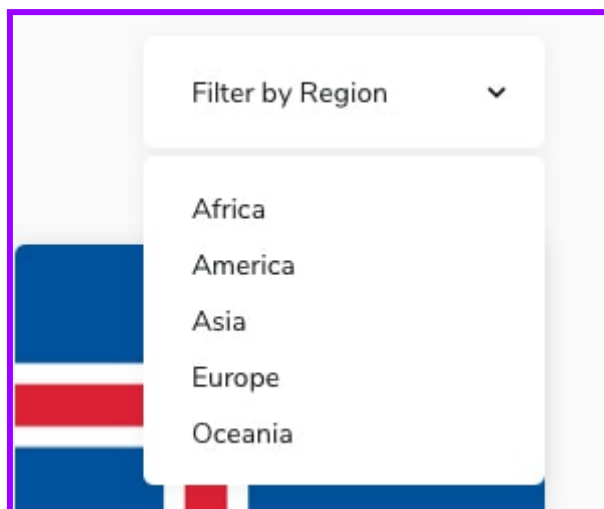 Filter by Region
Africa
America
Asia
Europe
Oceania